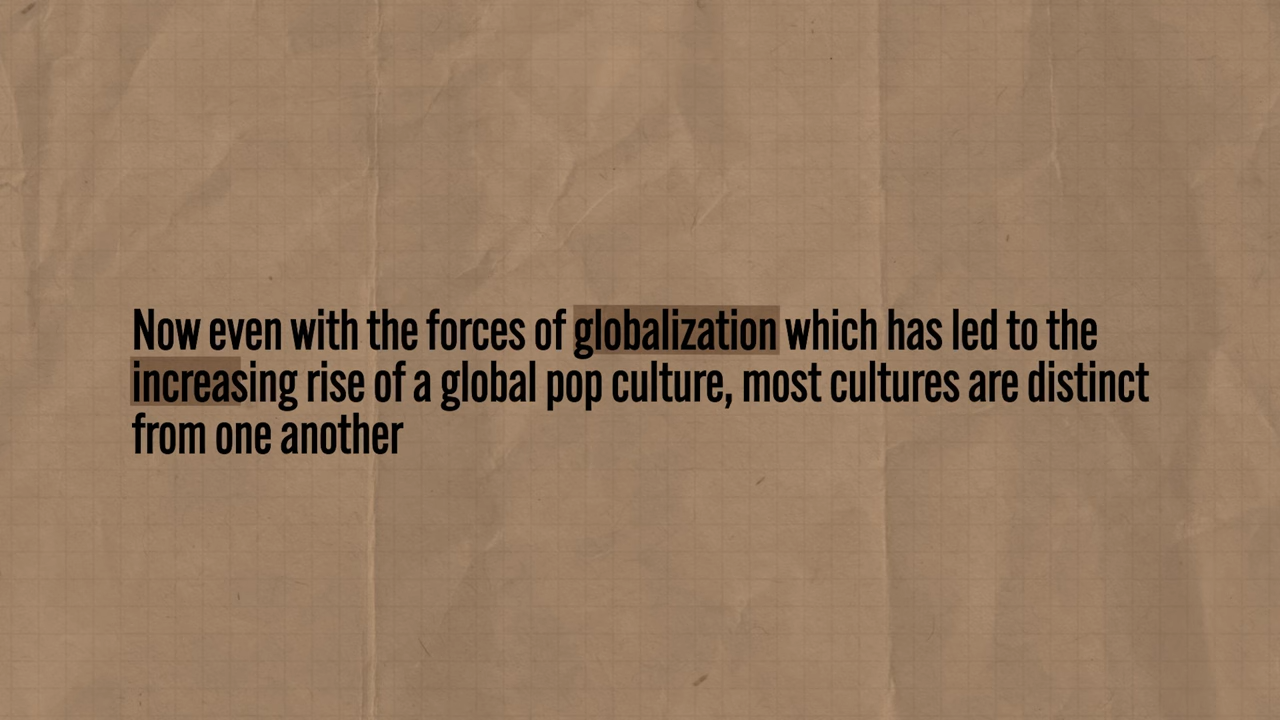 Now even with the forces of globalization which has led to the
increasing rise of a global pop culture, most cultures are distinct
from one another